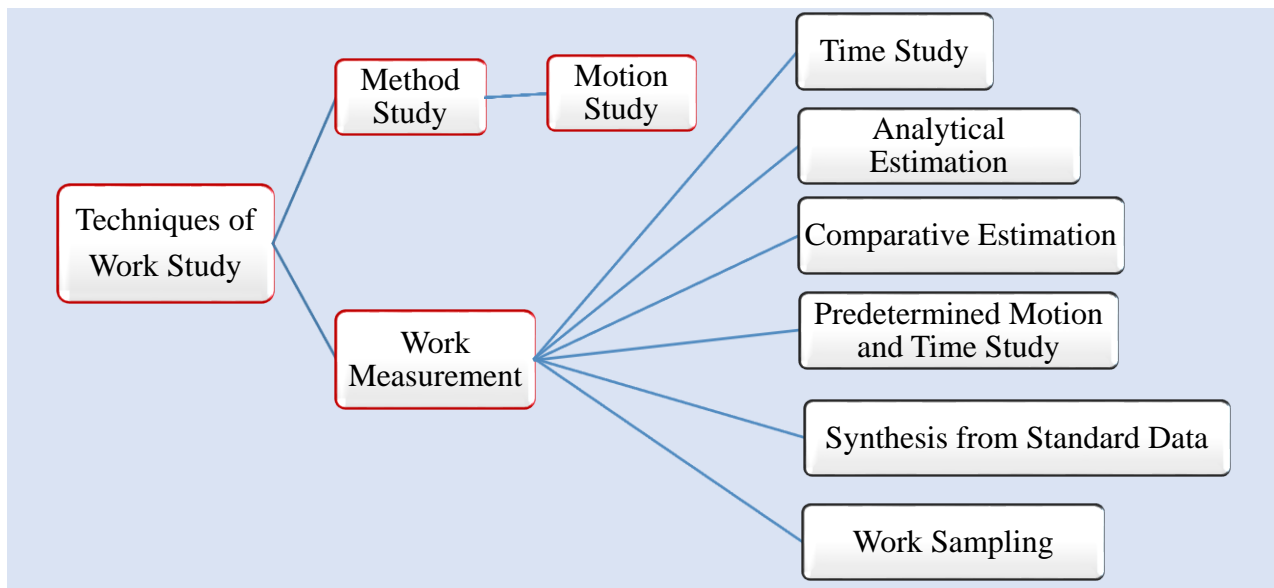 Techniques of
Work Study
Method
Study
Motion
Study
Work
Measurement
Time Study
Analytical
Estimation
Comparative Estimation
Predetermined Motion
and Time Study
Synthesis from Standard Data
Work Sampling